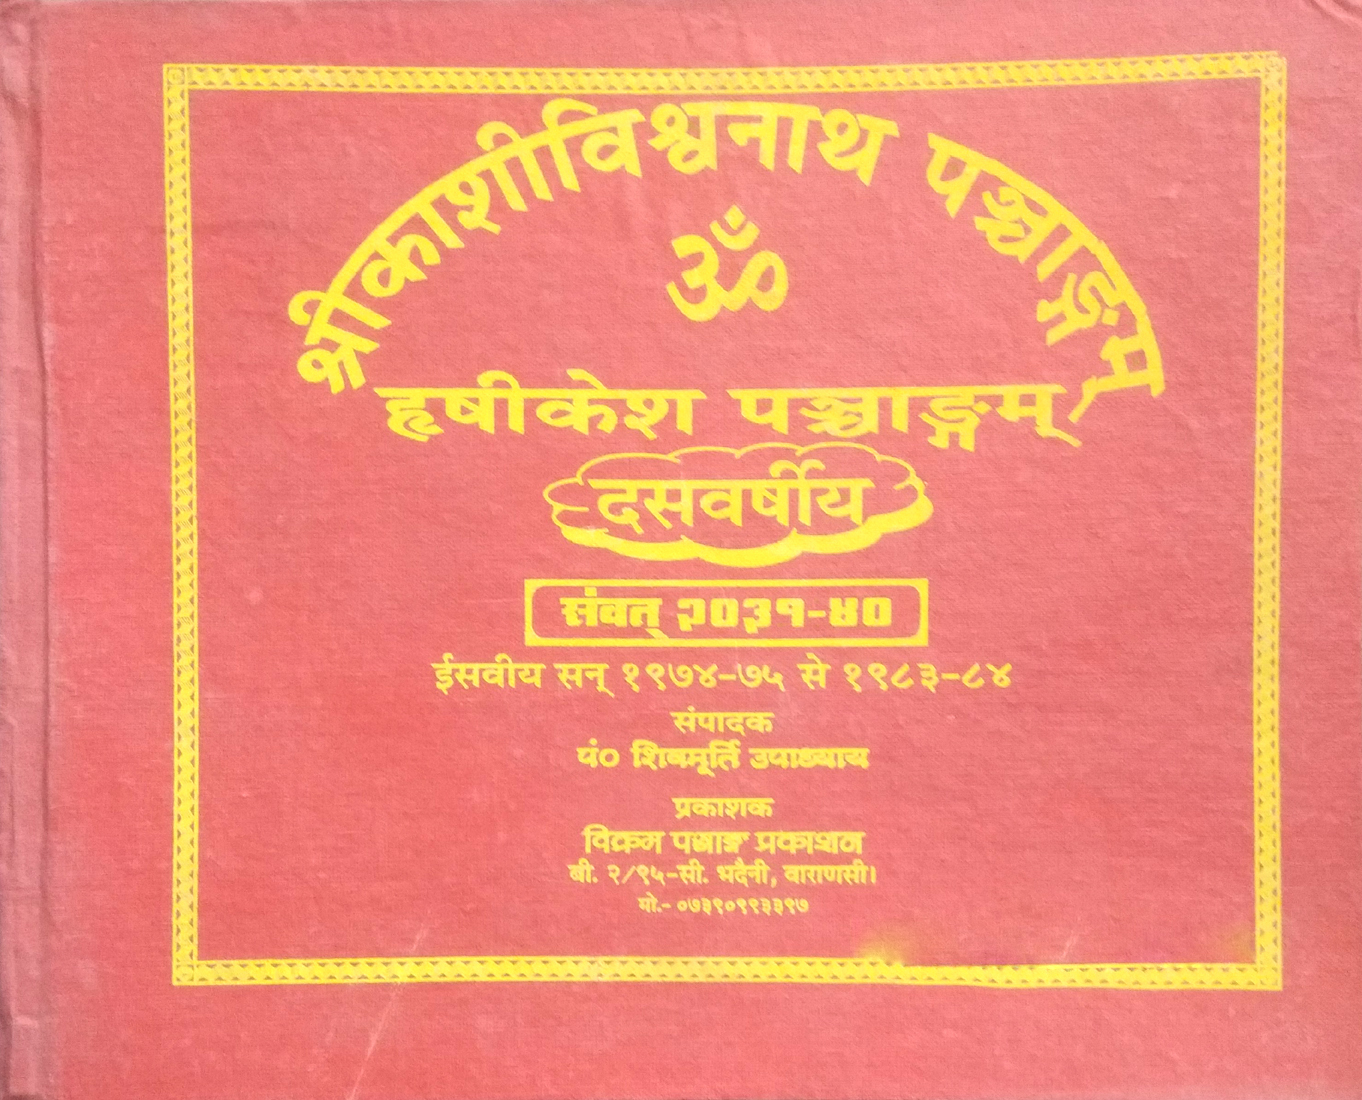 श्रीकाशीविश्वनाथ पञ्चाङ्गम्
ॐ
हृषीकेश पञ्चाङ्गम्
दसवर्षीय
संवत् २०३१-४०
ईसवीय सन् १९७४-७५ से १९८३-८४
संपादक
पं० शिवमूर्ति उपाध्याय
प्रकाशक
विक्रम पञ्चाङ्ग प्रकाशन
बी. २/९५-सी. भदैनी, वाराणसी।
मो.- ०७३९०९९३३९७